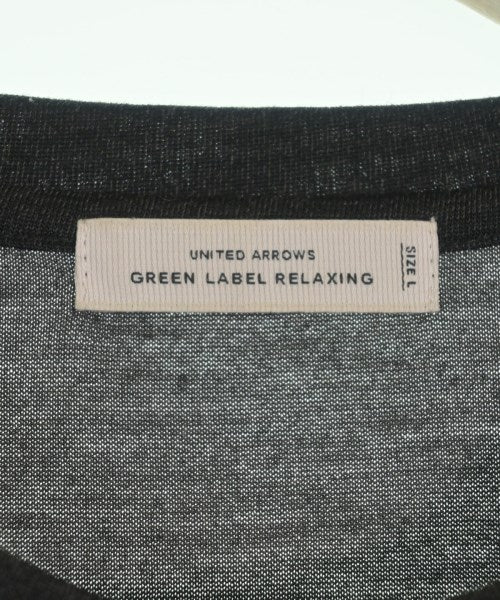 UNITED ARROWS
GREEN LABEL RELAXING
SIZE L